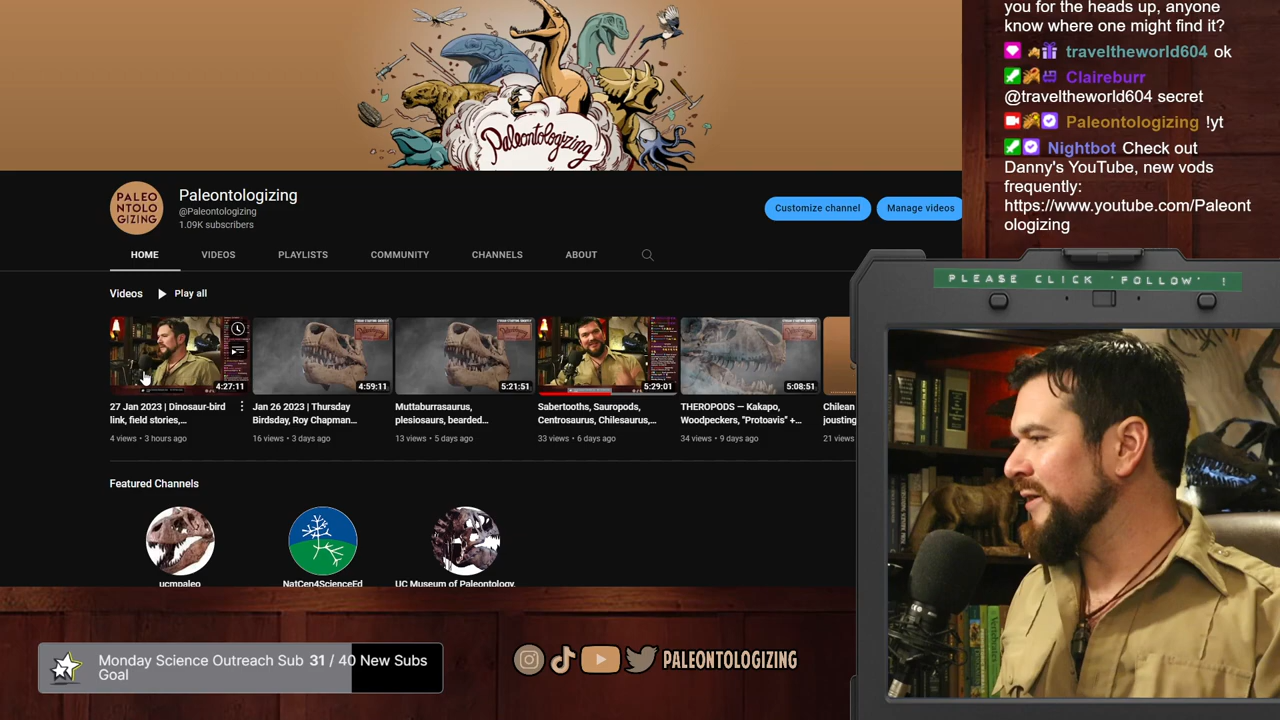 Paleontologizing
PALEO
NTOLO
GIZING
Paleontologizing
@Paleontologizing
1.09K subscribers
Customize channel
Manage videos
HOME
VIDEOS
PLAYLISTS
COMMUNITY
CHANNELS
ABOUT
Videos
Play all
4:27:11
4:59:11
5:21:51
5:29:01
5:08:51
27 Jan 2023 | Dinosaur-bird
link, field stories,...
4 views • 3 hours ago
Jan 26 2023 | Thursday
Birdsday, Roy Chapman...
16 views • 3 days ago
Muttaburrasaurus,
plesiosaurs, bearded...
13 views • 5 days ago
Sabertooths, Sauropods,
Centrosaurus, Chilesaurus,...
33 views • 6 days ago
THEROPODS — Kakapo,
Woodpeckers, "Protoavis" +...
34 views • 9 days ago
Chilean
jousting
21 views
Featured Channels
ucmpaleo
NatCen4ScienceEd
UC Museum of Paleontology,
Monday Science Outreach Sub 31 / 40 New Subs
Goal
PALEONTOLOGIZING
you for the heads up, anyone
know where one might find it?
traveltheworld604 ok
Claireburr
@traveltheworld604 secret
Paleontologizing !yt
Nightbot Check out
Danny's YouTube, new vods
frequently:
https://www.youtube.com/Paleont
ologizing
PLEASE CLICK 'FOLLOW' !